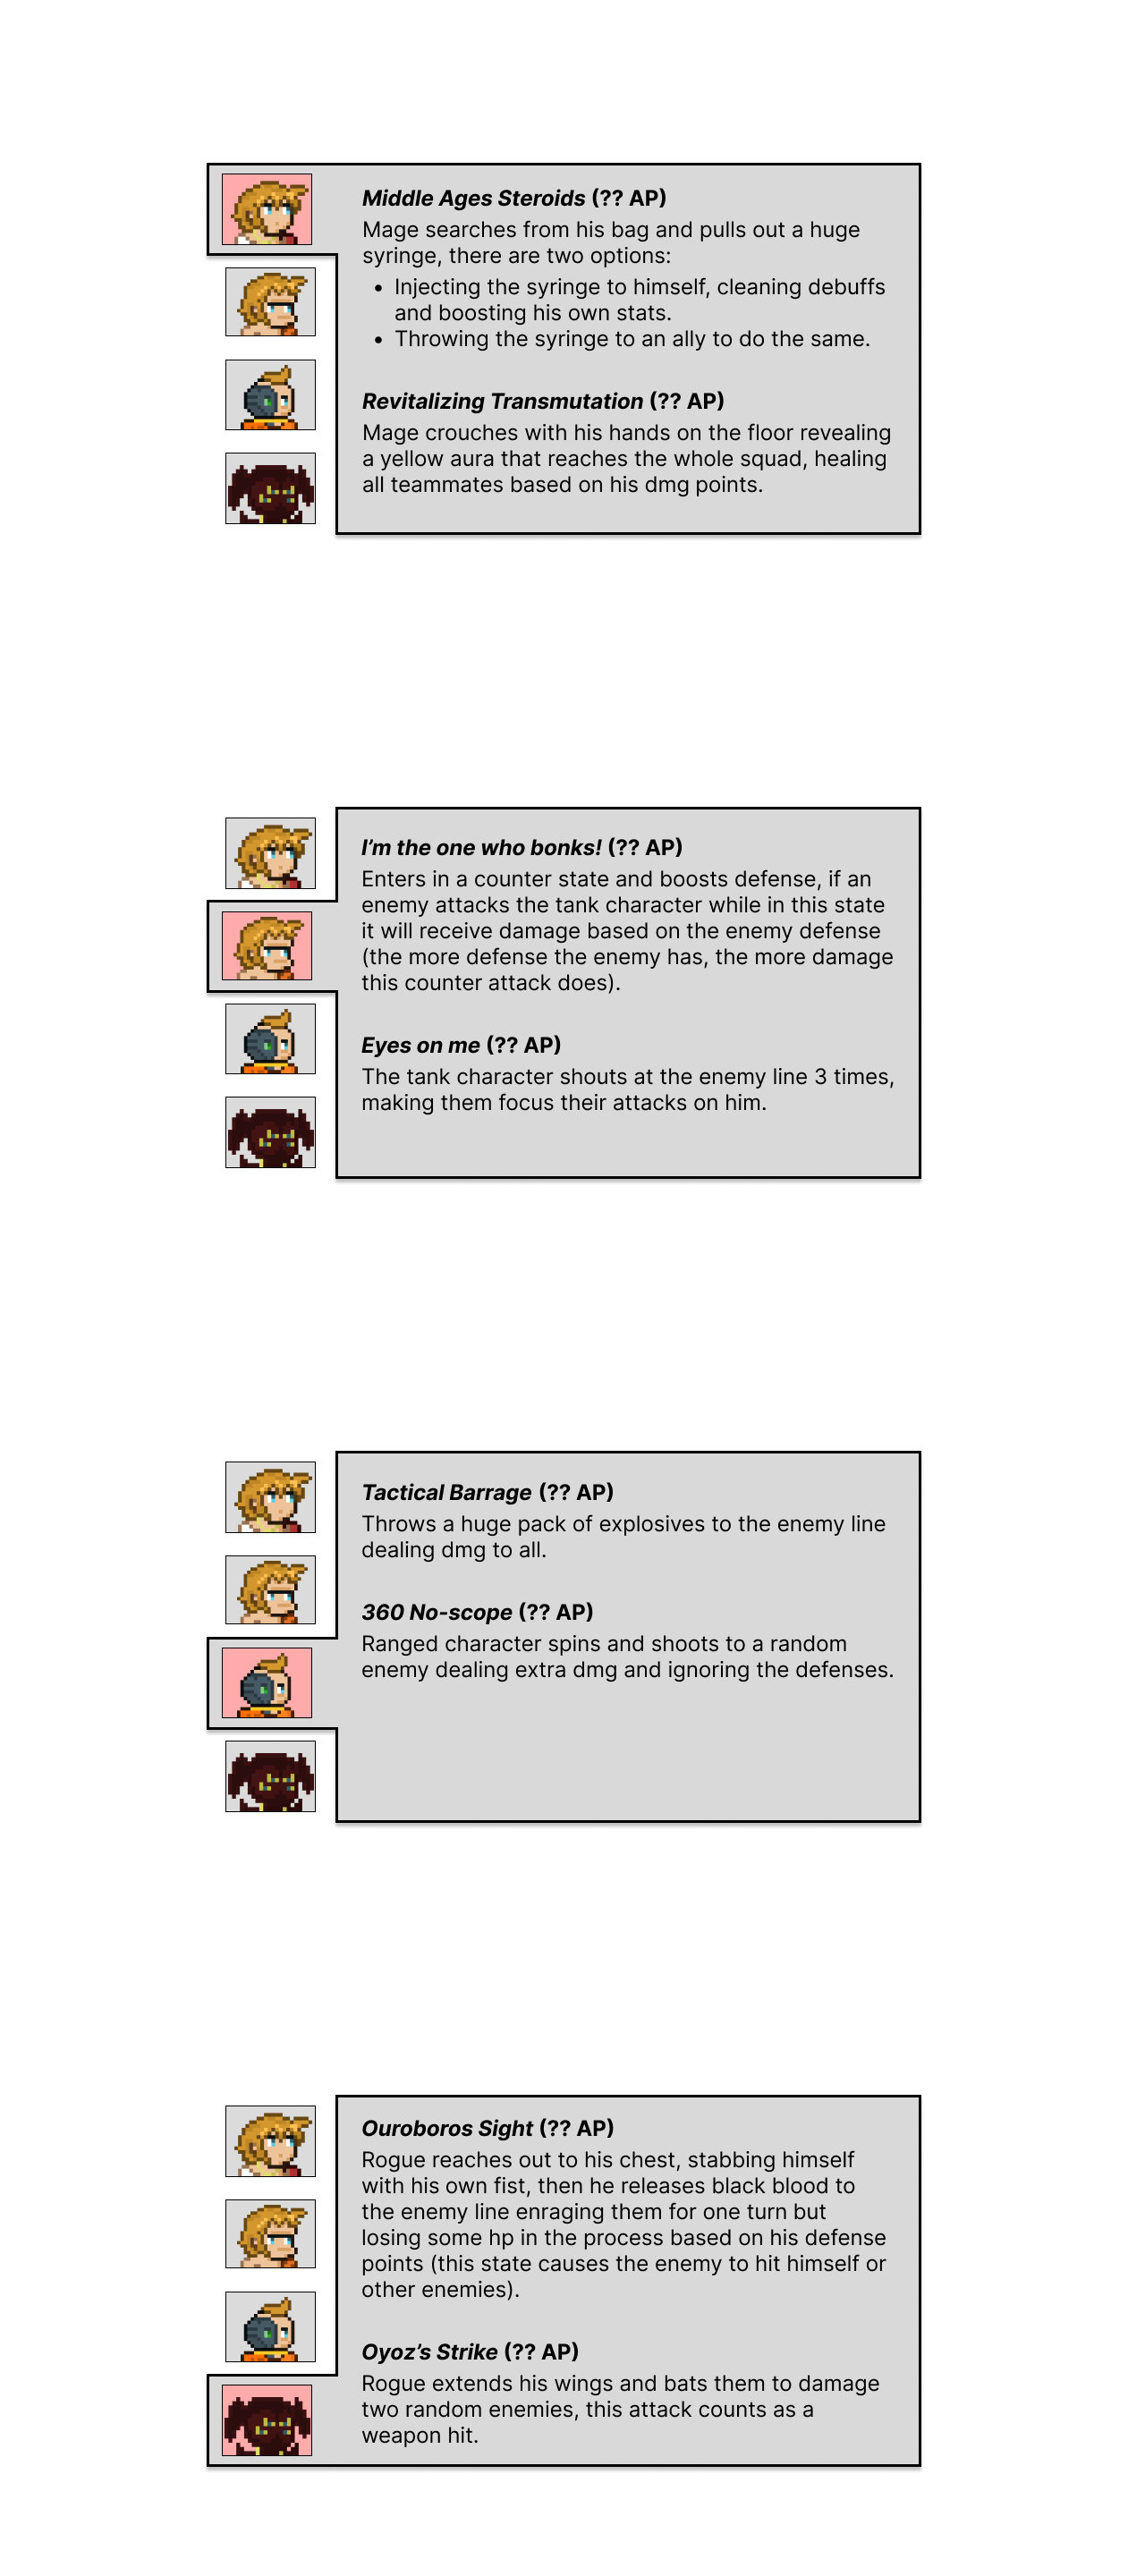 Middle Ages Steroids (?? AP)
Mage searches from his bag and pulls out a huge
syringe, there are two options:
• Injecting the syringe to himself, cleaning debuffs
and boosting his own stats.
• Throwing the syringe to an ally to do the same.
Revitalizing Transmutation (?? AP)
Mage crouches with his hands on the floor revealing
a yellow aura that reaches the whole squad, healing
all teammates based on his dmg points.
I’m the one who bonks! (?? AP)
Enters in a counter state and boosts defense, if an
enemy attacks the tank character while in this state
it will receive damage based on the enemy defense
(the more defense the enemy has, the more damage
this counter attack does).
Eyes on me (?? AP)
The tank character shouts at the enemy line 3 times,
making them focus their attacks on him.
Tactical Barrage (?? AP)
Throws a huge pack of explosives to the enemy line
dealing dmg to all.
360 No-scope (?? AP)
Ranged character spins and shoots to a random
enemy dealing extra dmg and ignoring the defenses.
Ouroboros Sight (?? AP)
Rogue reaches out to his chest, stabbing himself
with his own fist, then he releases black blood to
the enemy line enraging them for one turn but
losing some hp in the process based on his defense
points (this state causes the enemy to hit himself or
other enemies).
Oyoz’s Strike (?? AP)
Rogue extends his wings and bats them to damage
two random enemies, this attack counts as a
weapon hit.